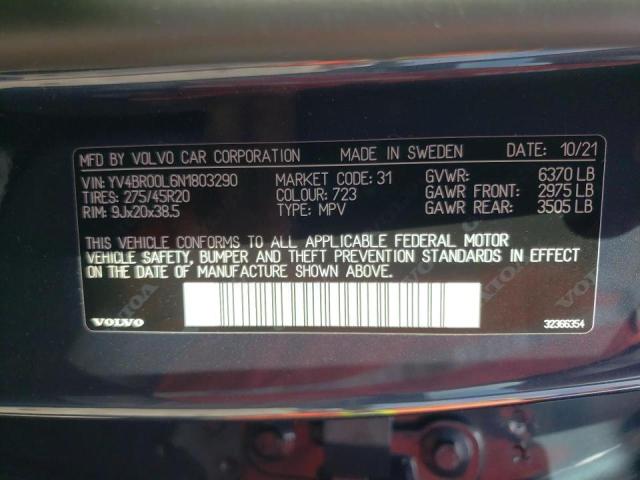 MFD BY VOLVO CAR CORPORATION MADE IN SWEDEN DATE: 10/21
VIN: YV4BR00L6N1803290 MARKET CODE: 31 GVWR: 6370 LB
TIRES: 275/45R20 COLOUR: 723 GAWR FRONT: 2975 LB
RIM: 9Jx20x38.5 TYPE: MPV GAWR REAR: 3505 LB
THIS VEHICLE CONFORMS TO ALL APPLICABLE FEDERAL MOTOR
VEHICLE SAFETY, BUMPER AND THEFT PREVENTION STANDARDS IN EFFECT
ON THE DATE OF MANUFACTURE SHOWN ABOVE.
VOLVO 32366354